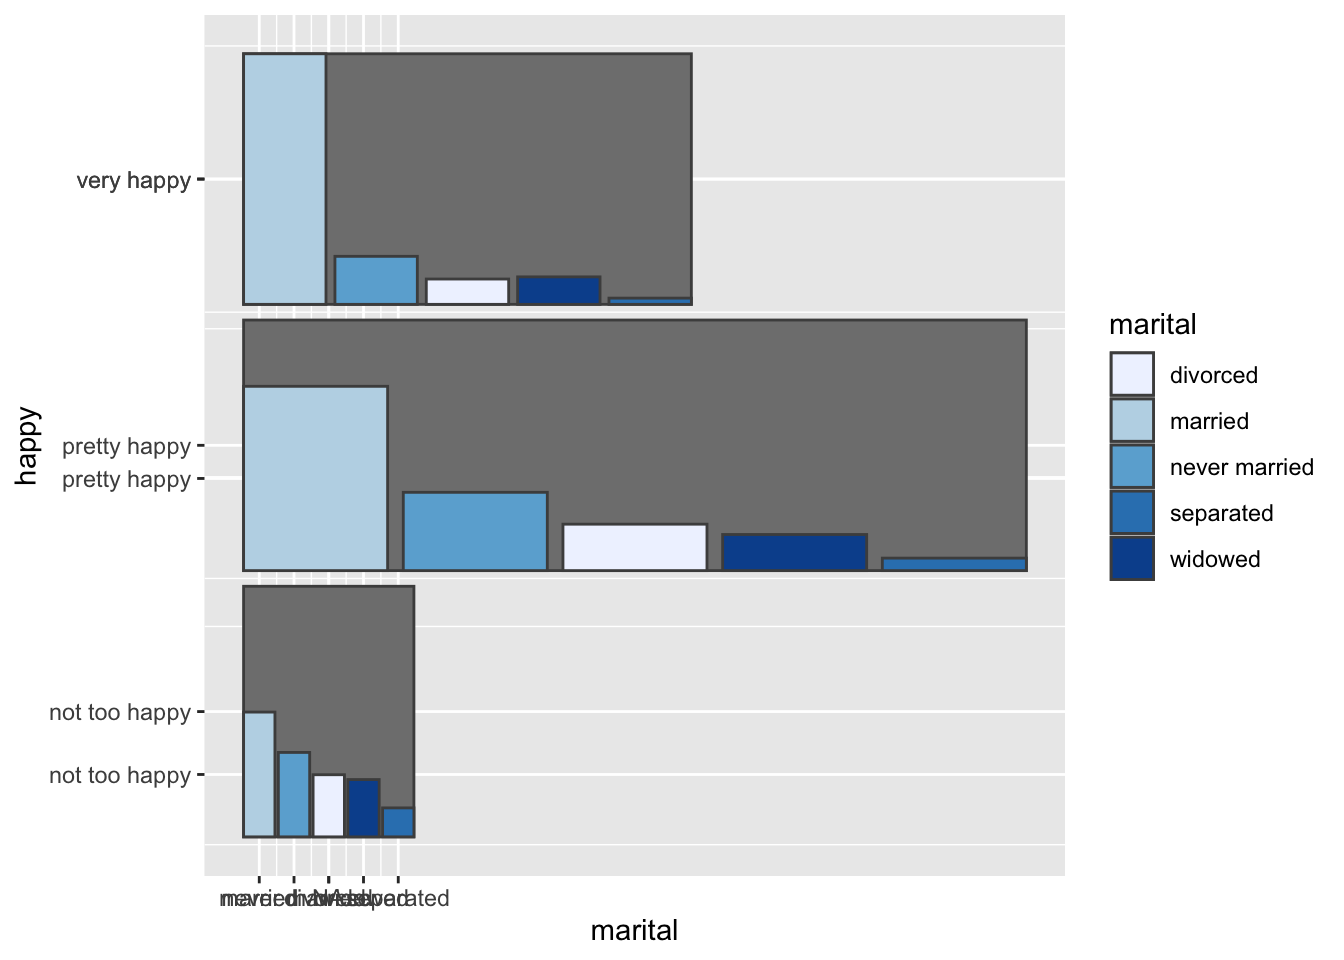 very happy
pretty happy
pretty happy
not too happy
not too happy
happy
marital
marital
divorced
married
never married
separated
widowed